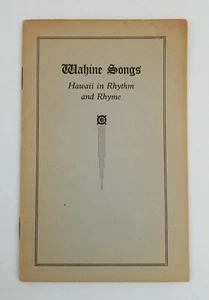 Wahine Songs
Hawaii in Rhythm
and Rhyme